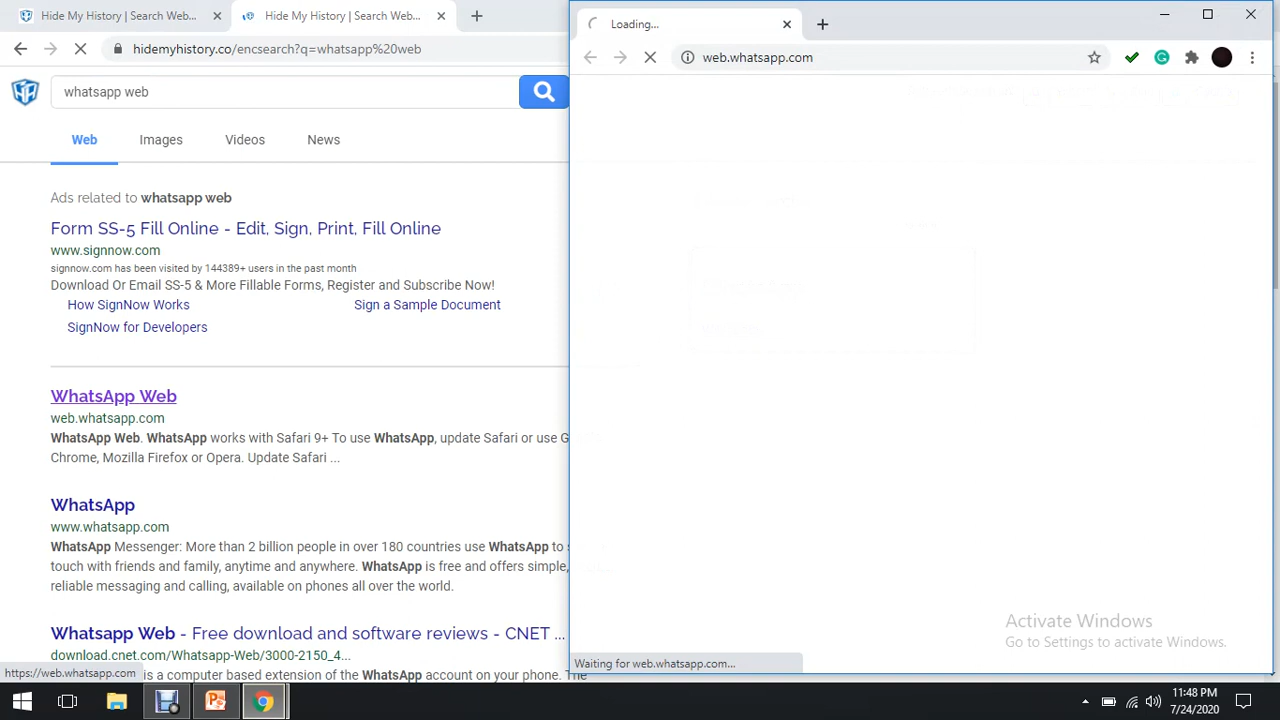 Hide My History | Search Web...
Hide My History | Search Web...
hidemyhistory.co/encsearch?q=whatsapp%20web
whatsapp web
Web
Images
Videos
News
Ads related to whatsapp web
Form SS-5 Fill Online - Edit, Sign, Print, Fill Online
www.signnow.com
signnow.com has been visited by 144389+ users in the past month
Download Or Email SS-5 & More Fillable Forms, Register and Subscribe Now!
How SignNow Works
Sign a Sample Document
SignNow for Developers
WhatsApp Web
web.whatsapp.com
WhatsApp Web. WhatsApp works with Safari 9+ To use WhatsApp, update Safari or use G
Chrome, Mozilla Firefox or Opera. Update Safari ...
WhatsApp
www.whatsapp.com
WhatsApp Messenger: More than 2 billion people in over 180 countries use WhatsApp to
touch with friends and family, anytime and anywhere. WhatsApp is free and offers simple,
reliable messaging and calling, available on phones all over the world.
Whatsapp Web - Free download and software reviews - CNET ...
download.cnet.com/Whatsapp-Web/3000-2150_4...
is a computer based extension of the WhatsApp account on your phone. The
https://web.whatsapp.com
Loading...
web.whatsapp.com
Activate Windows
Go to Settings to activate Windows.
Waiting for web.whatsapp.com...
11:48 PM
7/24/2020